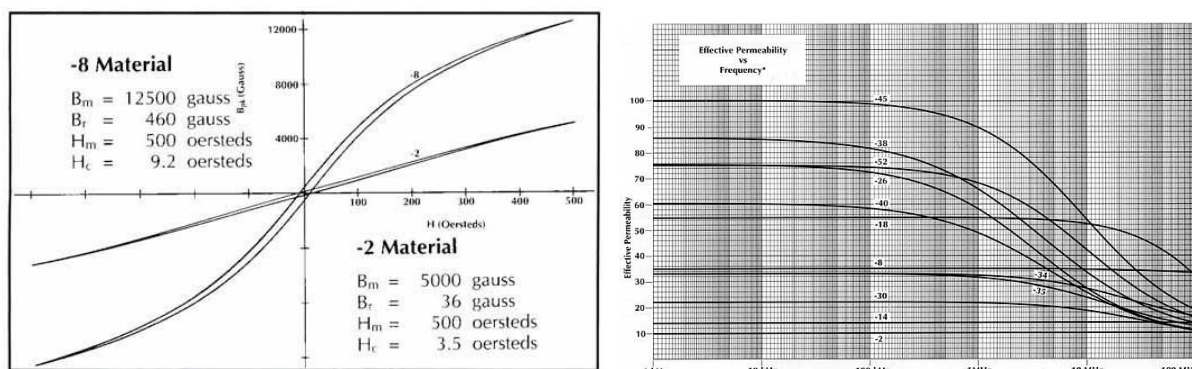 -8 Material
Bm = 12500 gauss
Br = 460 gauss
Hm = 500 oersteds
Hc = 9.2 oersteds
12000
8000
4000
Bpk (Gauss)
-8
-2
100 200 300 400 500
H (Oersteds)
-2 Material
Bm = 5000 gauss
Br = 36 gauss
Hm = 500 oersteds
Hc = 3.5 oersteds
Effective Permeability
vs
Frequency*
Effective Permeability
100
90
80
70
60
50
40
30
20
10
-45
-38
-52
-26
-40
-18
-8
-34
-35
-30
-14
-2